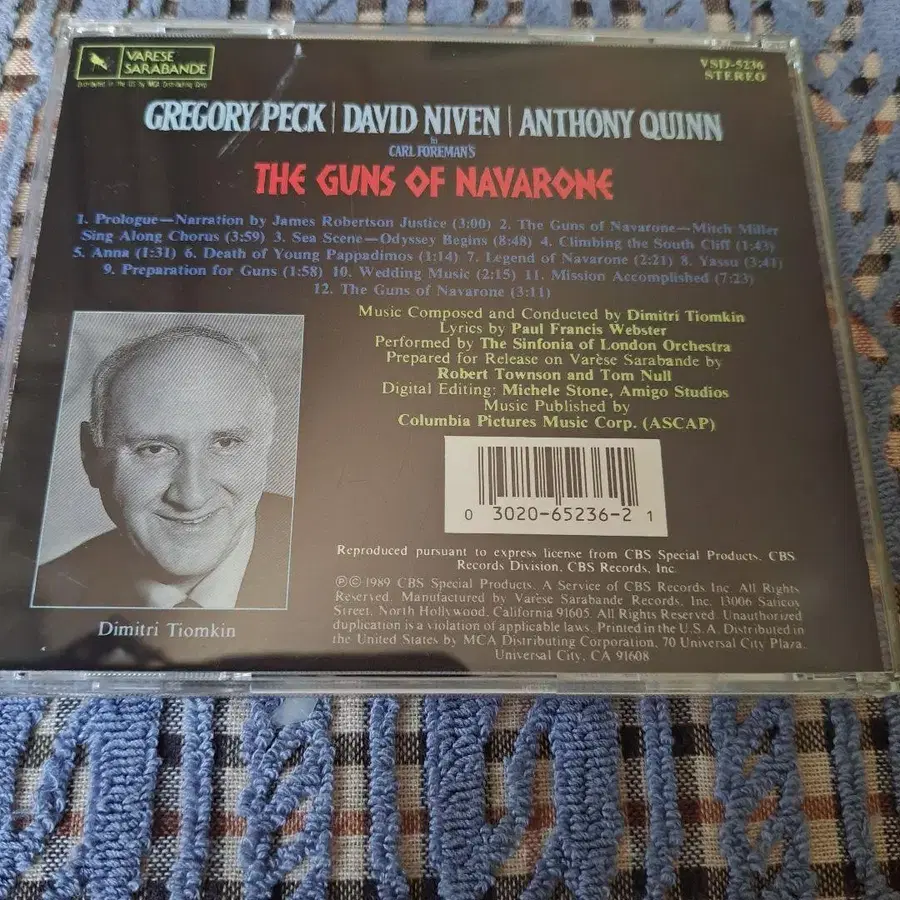 VARESE
SARABANDE
Distributed in the US by MCA Distributing Corp.
VSD-5236
STEREO
GREGORY PECK | DAVID NIVEN | ANTHONY QUINN
in
CARL FOREMAN'S
THE GUNS OF NAVARONE
1. Prologue—Narration by James Robertson Justice (3:00) 2. The Guns of Navarone—Mitch Miller
Sing Along Chorus (3:59) 3. Sea Scene—Odyssey Begins (8:48) 4. Climbing the South Cliff (1:43)
5. Anna (1:31) 6. Death of Young Pappadimos (1:14) 7. Legend of Navarone (2:21) 8. Yassu (3:41)
9. Preparation for Guns (1:58) 10. Wedding Music (2:15) 11. Mission Accomplished (7:23)
12. The Guns of Navarone (3:11)
Music Composed and Conducted by Dimitri Tiomkin
Lyrics by Paul Francis Webster
Performed by The Sinfonia of London Orchestra
Prepared for Release on Varèse Sarabande by
Robert Townson and Tom Null
Digital Editing: Michele Stone, Amigo Studios
Music Published by
Columbia Pictures Music Corp. (ASCAP)
0 3020-65236-2 1
Dimitri Tiomkin
Reproduced pursuant to express license from CBS Special Products, CBS
Records Division, CBS Records, Inc.
℗© 1989 CBS Special Products. A Service of CBS Records Inc. All Rights
Reserved. Manufactured by Varèse Sarabande Records, Inc. 13006 Saticoy
Street, North Hollywood, California 91605. All Rights Reserved. Unauthorized
duplication is a violation of applicable laws. Printed in the U.S.A. Distributed in
the United States by MCA Distributing Corporation, 70 Universal City Plaza,
Universal City, CA 91608